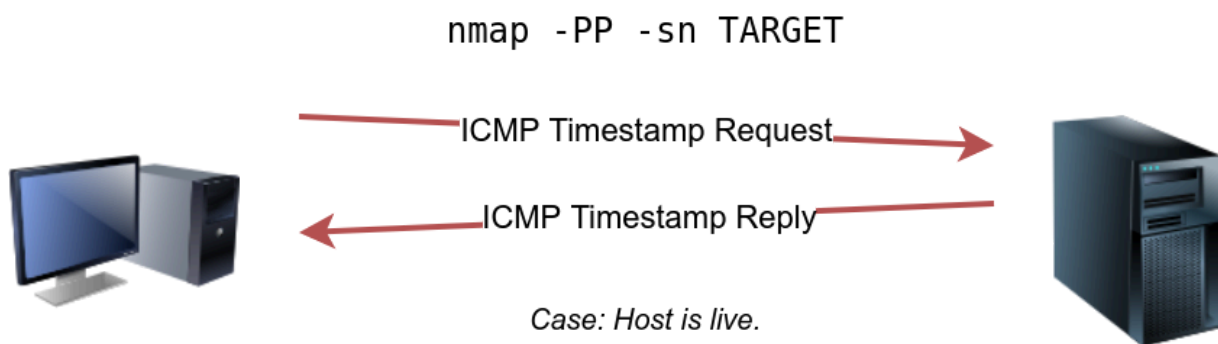 nmap -PP -sn TARGET
ICMP Timestamp Request
ICMP Timestamp Reply
Case: Host is live.